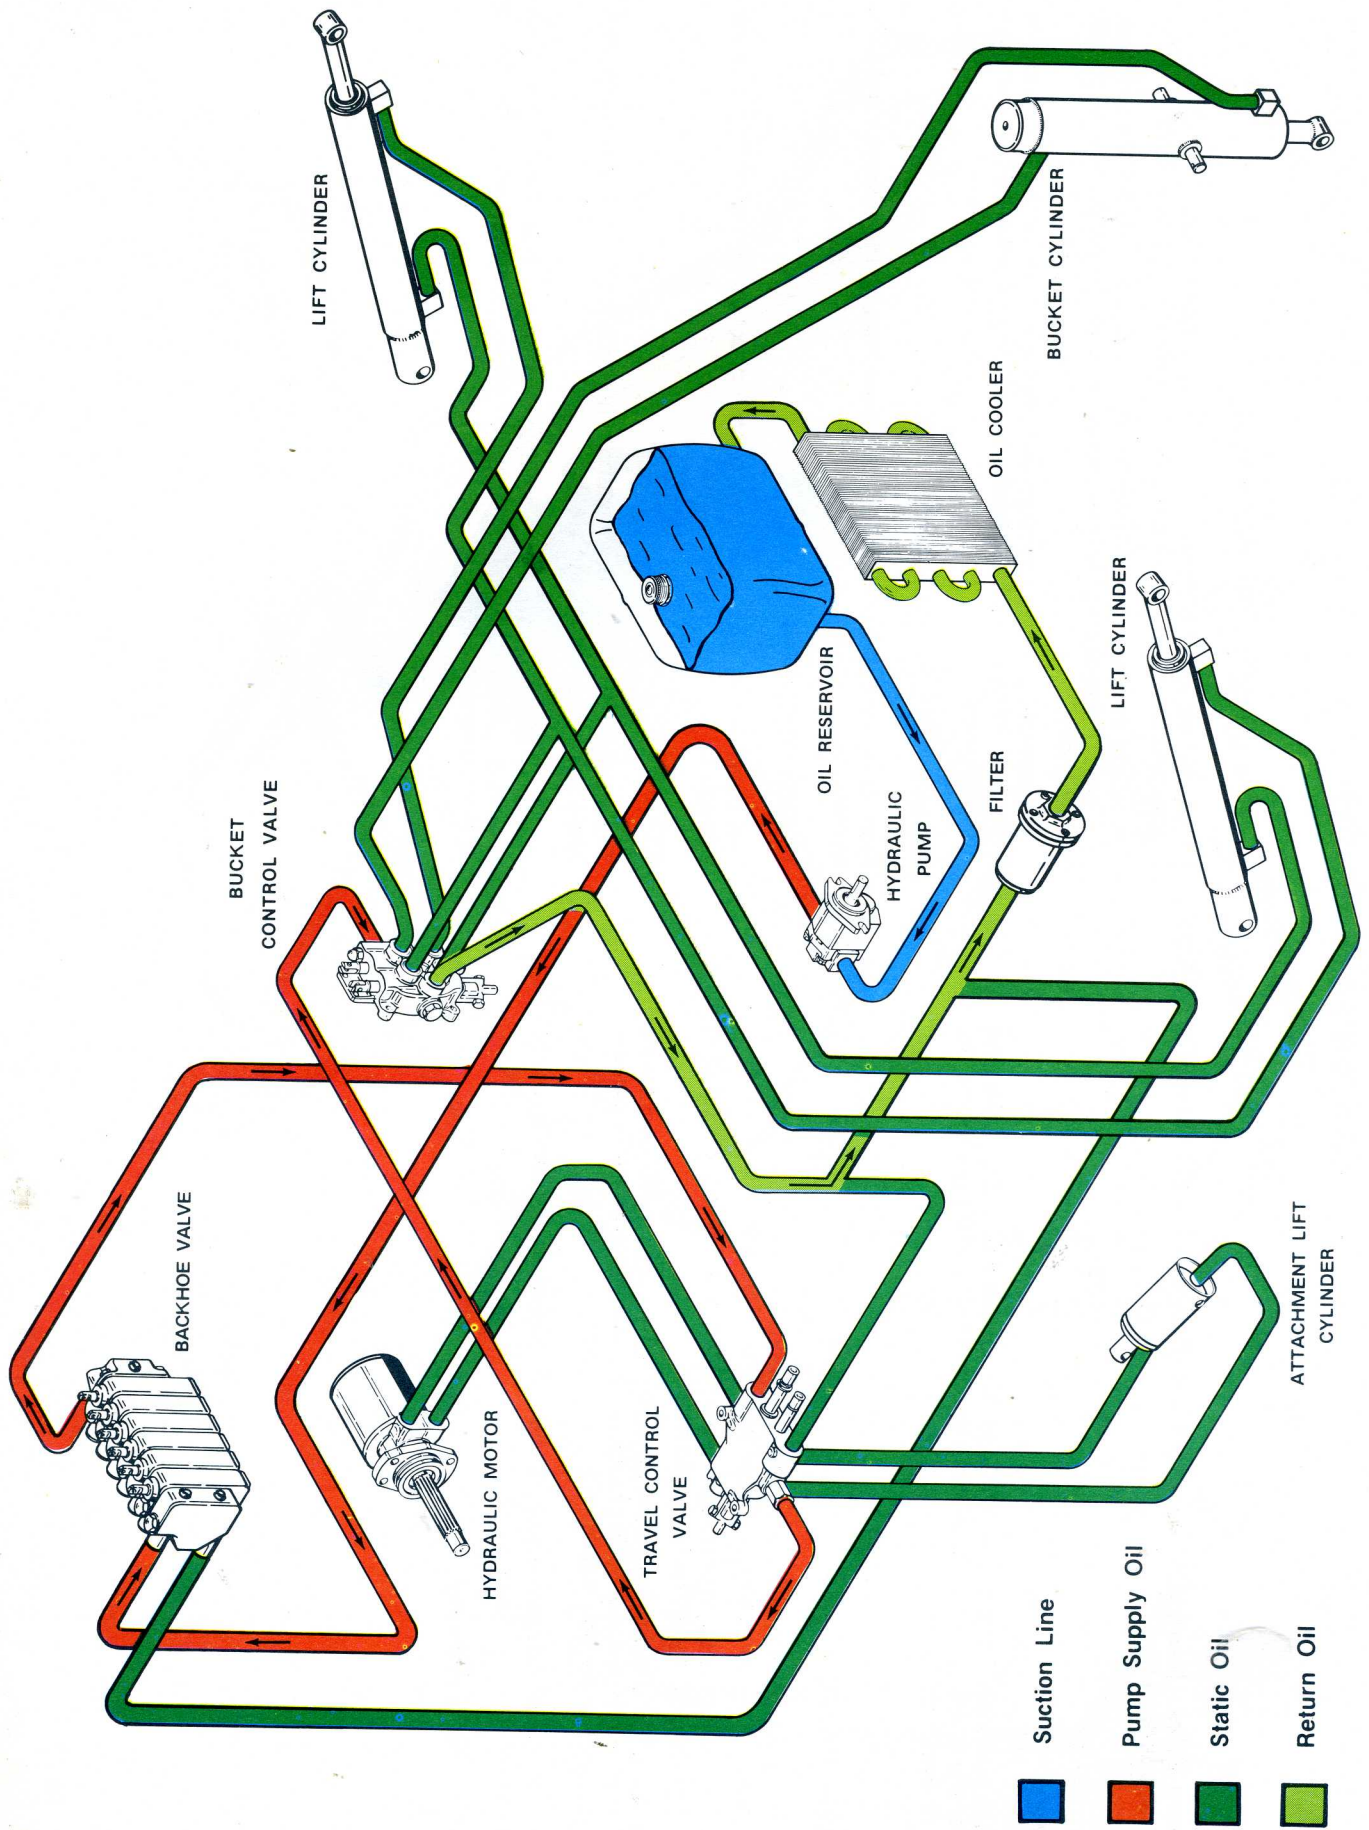 LIFT CYLINDER
BUCKET CYLINDER
BUCKET
CONTROL VALVE
OIL COOLER
OIL RESERVOIR
HYDRAULIC
PUMP
FILTER
LIFT CYLINDER
BACKHOE VALVE
HYDRAULIC MOTOR
TRAVEL CONTROL
VALVE
ATTACHMENT LIFT
CYLINDER
Suction Line
Pump Supply Oil
Static Oil
Return Oil